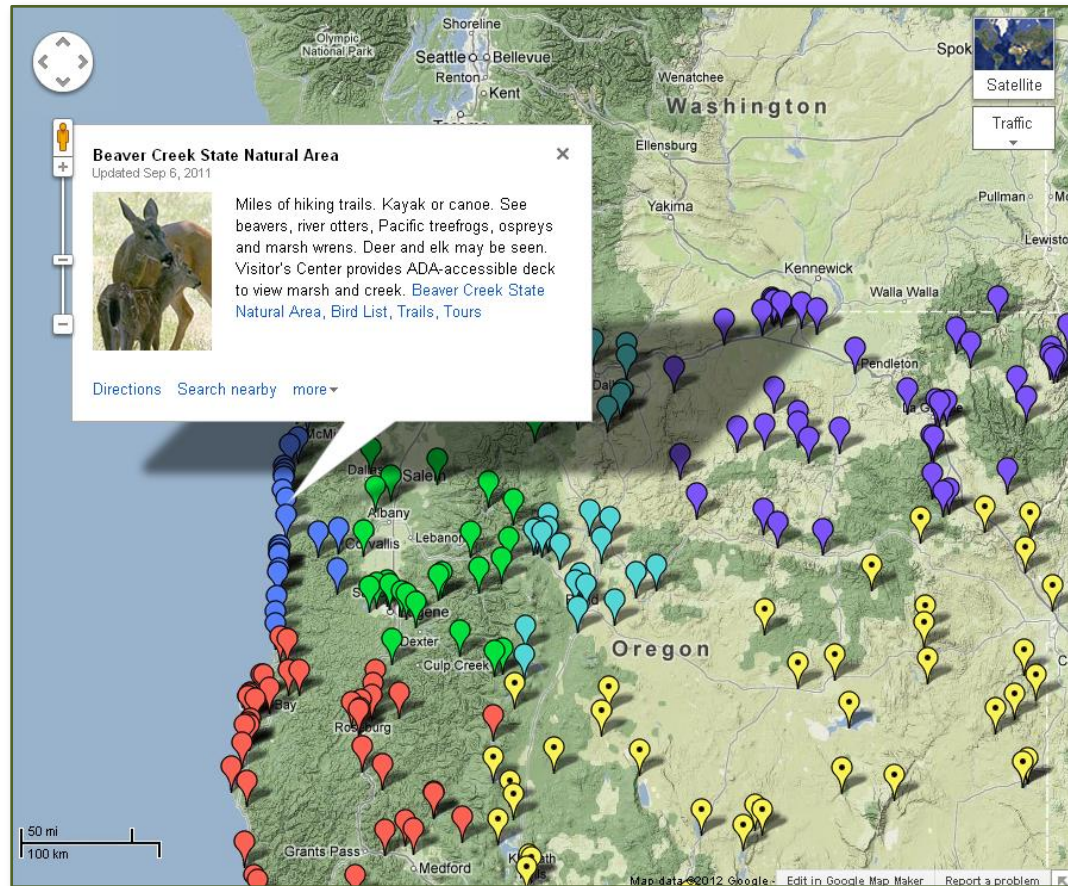 Shoreline
Olympic
National Park
Seattle
Bellevue
Renton
Kent
Spok
Wenatchee
Satellite
Washington
Traffic
Ellensburg
Beaver Creek State Natural Area
Updated Sep 6, 2011
Miles of hiking trails. Kayak or canoe. See
beavers, river otters, Pacific treefrogs, ospreys
and marsh wrens. Deer and elk may be seen.
Visitor's Center provides ADA-accessible deck
to view marsh and creek. Beaver Creek State
Natural Area, Bird List, Trails, Tours
Directions Search nearby more
Yakima
Pullman
Mo
Lewisto
Kennewick
Walla Walla
Pendleton
Salem
Albany
Corvallis
Lebanon
Dexter
Culp Creek
Oregon
Bay
50 mi
100 km
Grants Pass
Medford
Map data ©2012 Google - Edit in Google Map Maker Report a problem